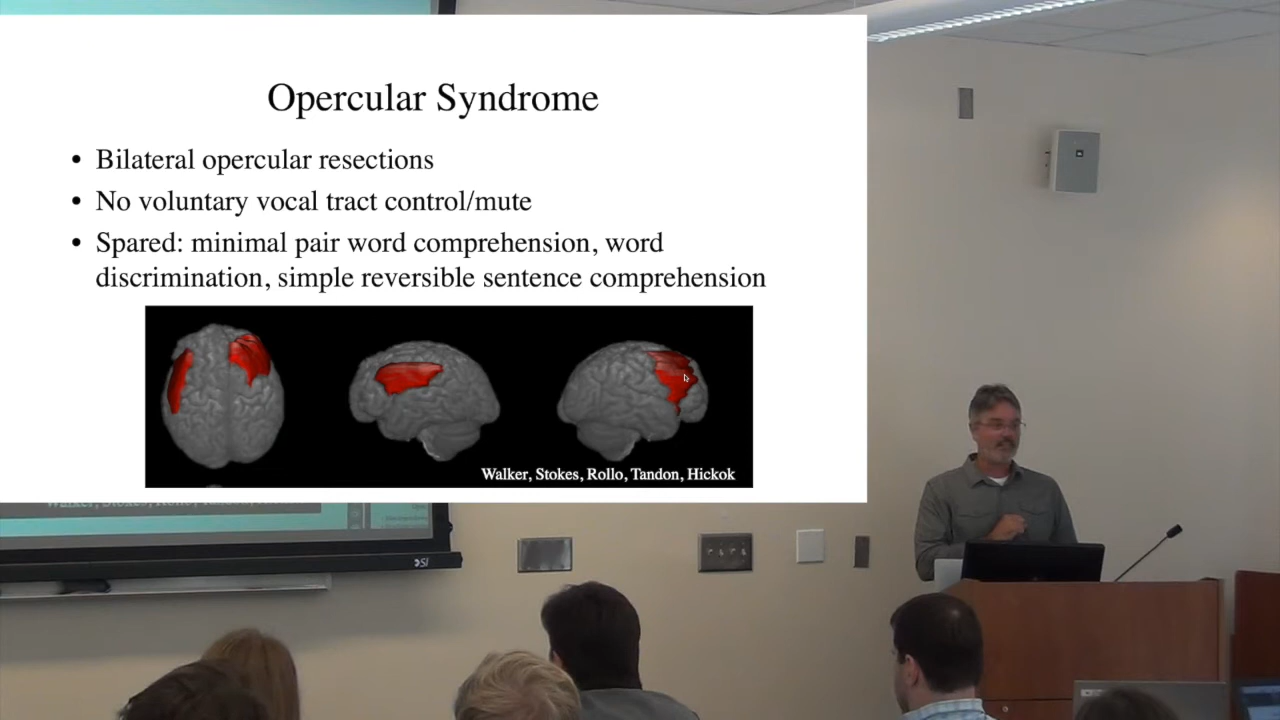 Opercular Syndrome
• Bilateral opercular resections
• No voluntary vocal tract control/mute
• Spared: minimal pair word comprehension, word
discrimination, simple reversible sentence comprehension
Walker, Stokes, Rollo, Tandon, Hickok